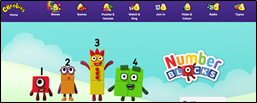 CBeebies
Home
Shows
Games
Puzzles &
Quizzes
Watch &
Sing
Join in
Make &
Colour
Radio
Topics
1
2
3
4
Number
BLOCKS